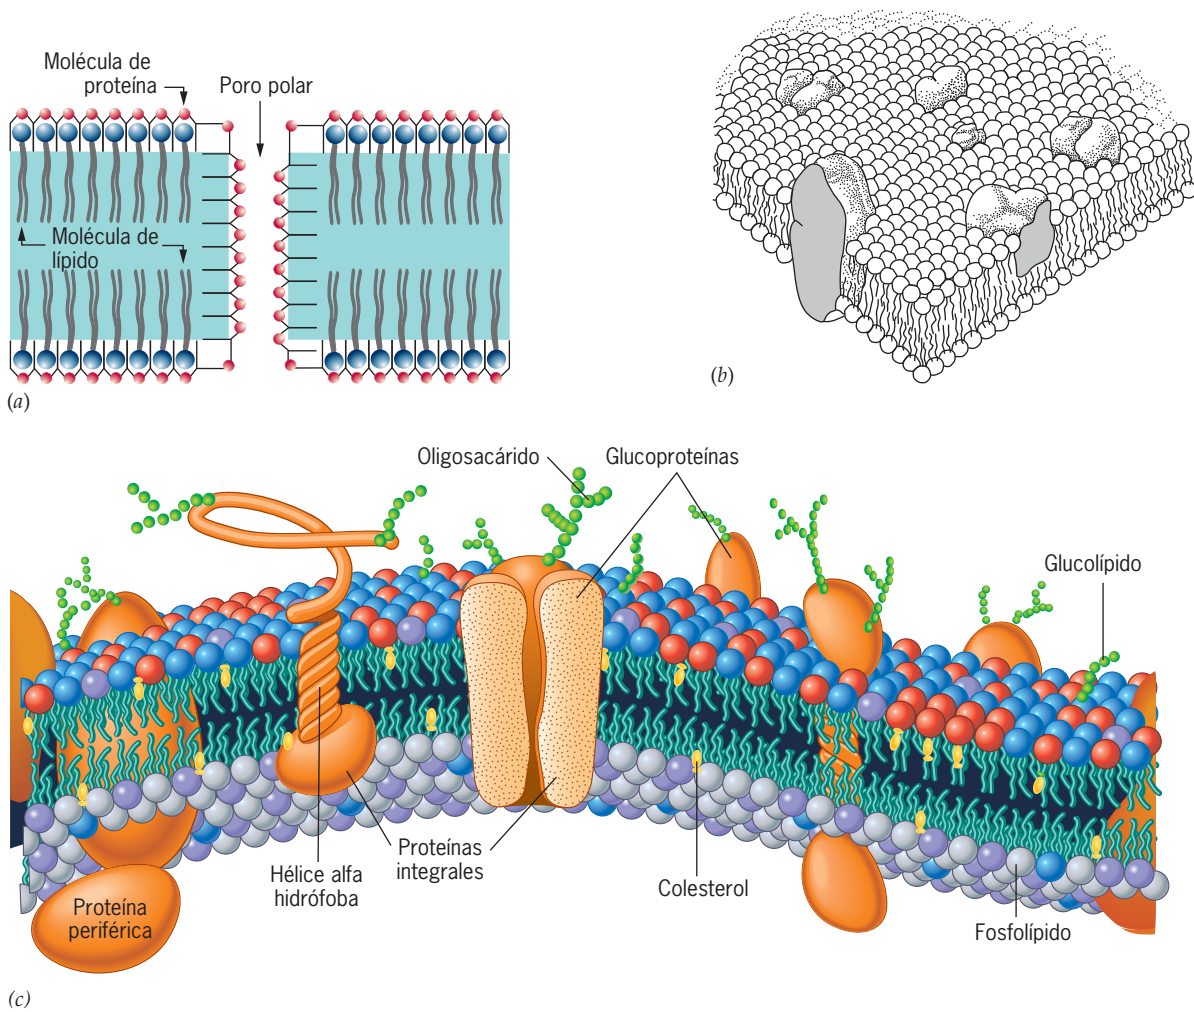 Molécula de
proteína
Poro polar
Molécula de
lípido
(a)
(b)
Oligosacárido
Glucoproteínas
Glucolípido
Hélice alfa
hidrófoba
Proteínas
integrales
Colesterol
Proteína
periférica
Fosfolípido
(c)